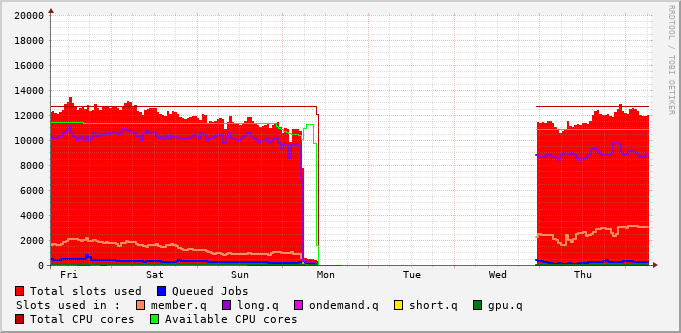 20000
18000
16000
14000
12000
10000
8000
6000
4000
2000
0
Fri Sat Sun Mon Tue Wed Thu
Total slots used Queued Jobs
Slots used in : member.q long.q ondemand.q short.q gpu.q
Total CPU cores Available CPU cores
RRDTOOL / TOBI OETIKER